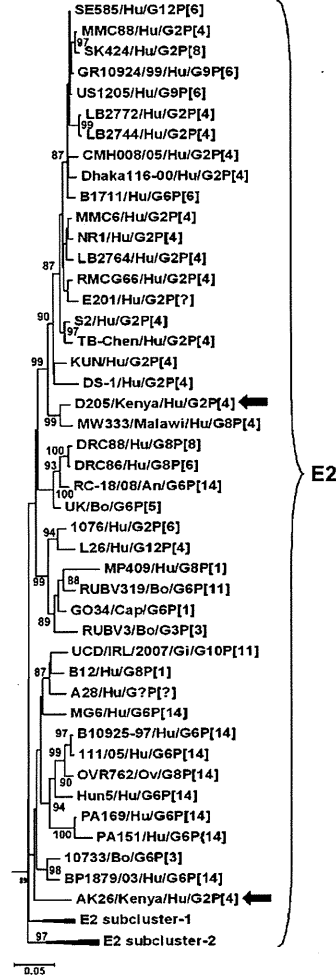 SE585/Hu/G12P[6]
MMC88/Hu/G2P[4]
97
SK424/Hu/G2P[8]
GR10924/99/Hu/G9P[6]
US1205/Hu/G9P[6]
LB2772/Hu/G2P[4]
99
LB2744/Hu/G2P[4]
87
CMH008/05/Hu/G2P[4]
Dhaka116-00/Hu/G2P[4]
B1711/Hu/G6P[6]
MMC6/Hu/G2P[4]
NR1/Hu/G2P[4]
LB2764/Hu/G2P[4]
87
RMCG66/Hu/G2P[4]
E201/Hu/G2P[?]
90
S2/Hu/G2P[4]
97
TB-Chen/Hu/G2P[4]
99
KUN/Hu/G2P[4]
DS-1/Hu/G2P[4]
D205/Kenya/Hu/G2P[4]
99
MW333/Malawi/Hu/G8P[4]
100
DRC88/Hu/G8P[8]
93
DRC86/Hu/G8P[6]
RC-18/08/An/G6P[14]
100
UK/Bo/G6P[5]
E2
94
1076/Hu/G2P[6]
L26/Hu/G12P[4]
99
MP409/Hu/G8P[1]
88
RUBV319/Bo/G6P[11]
GO34/Cap/G6P[1]
89
RUBV3/Bo/G3P[3]
UCD/IRL/2007/Gi/G10P[11]
87
B12/Hu/G8P[1]
A28/Hu/G?P[?]
MG6/Hu/G6P[14]
97
B10925-97/Hu/G6P[14]
99
111/05/Hu/G6P[14]
OVR762/Ov/G8P[14]
90
Hun5/Hu/G6P[14]
94
PA169/Hu/G6P[14]
100
PA151/Hu/G6P[14]
10733/Bo/G6P[3]
98
BP1879/03/Hu/G6P[14]
89
AK26/Kenya/Hu/G2P[4]
E2 subcluster-1
97
E2 subcluster-2
0.05